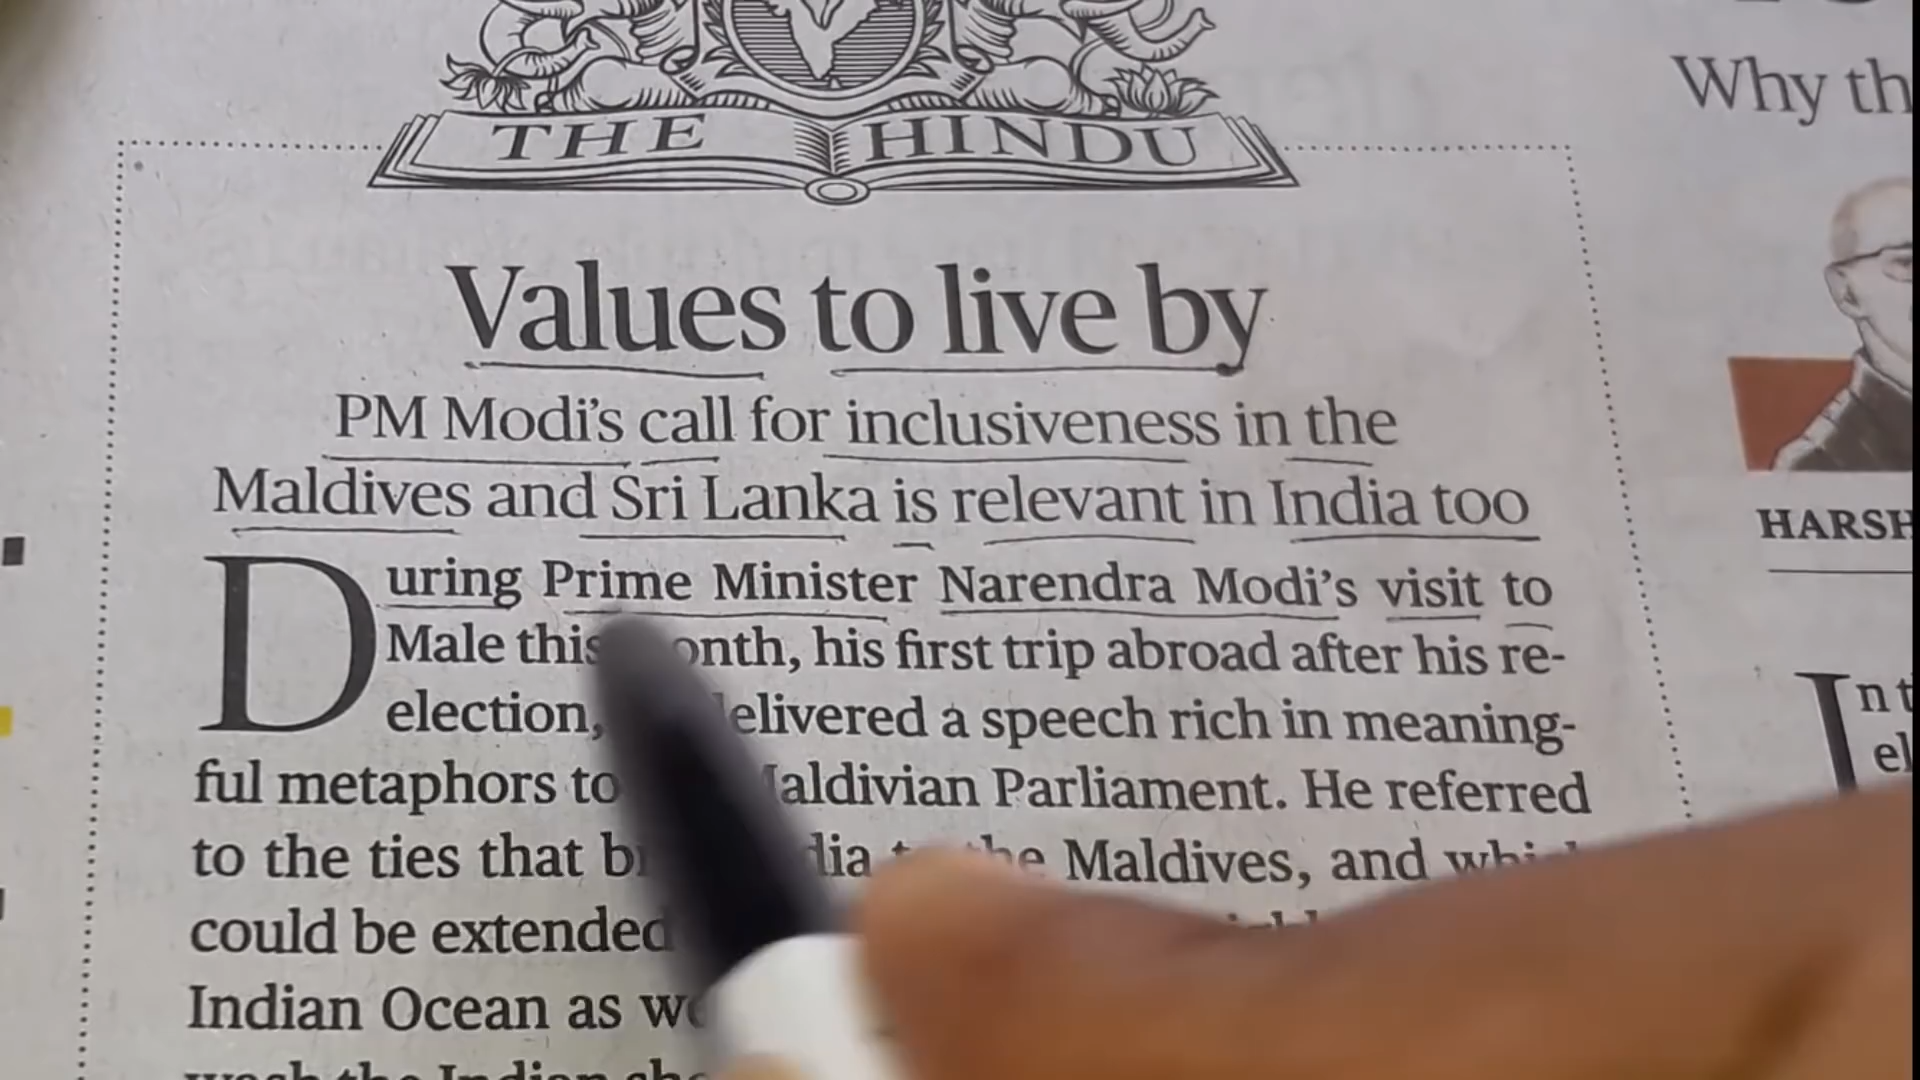 THE HINDU
Why th
Values to live by
PM Modi's call for inclusiveness in the
Maldives and Sri Lanka is relevant in India too
During Prime Minister Narendra Modi's visit to
Male this month, his first trip abroad after his re-
election, delivered a speech rich in meaning-
ful metaphors to Maldivian Parliament. He referred
to the ties that the Maldives, and
could be extended
Indian Ocean as
HARSH